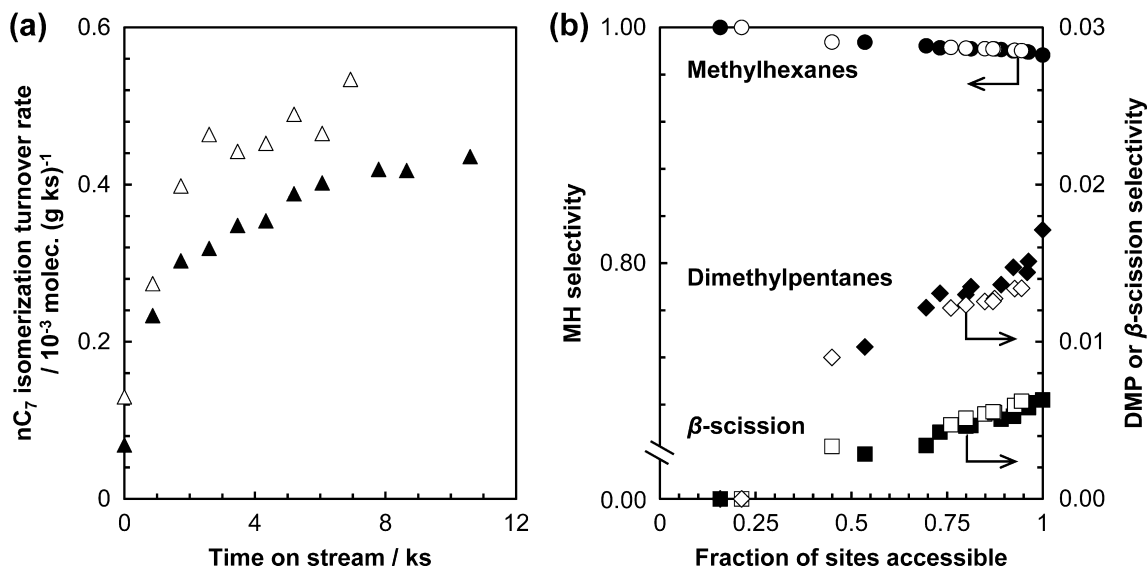 (a)
0.6
0.4
0.2
0
0
4
8
12
nC₇ isomerization turnover rate
/ 10⁻³ molec. (g ks)⁻¹
Time on stream / ks
(b)
1.00
0.80
0.00
MH selectivity
Methylhexanes
Dimethylpentanes
β-scission
0.03
0.02
0.01
0.00
DMP or β-scission selectivity
0
0.25
0.5
0.75
1
Fraction of sites accessible